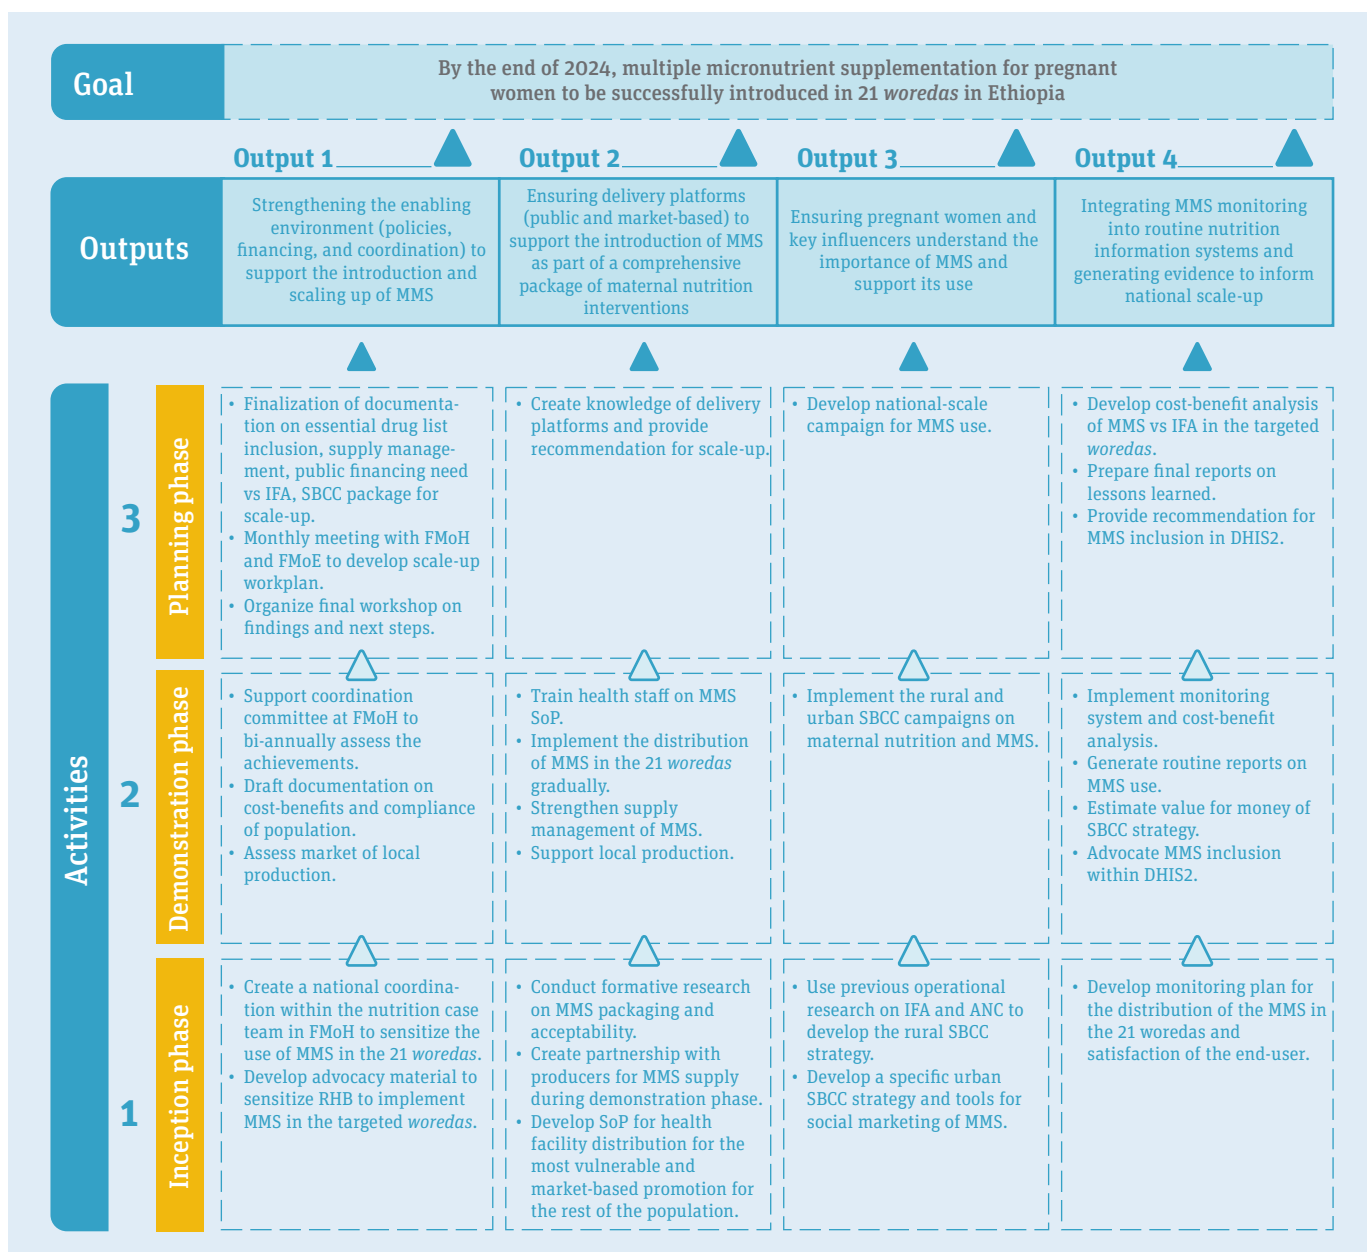 Goal
By the end of 2024, multiple micronutrient supplementation for pregnant
women to be successfully introduced in 21 woredas in Ethiopia
Output 1
Output 2
Output 3
Output 4
Outputs
Strengthening the enabling
environment (policies,
financing, and coordination) to
support the introduction and
scaling up of MMS
Ensuring delivery platforms
(public and market-based) to
support the introduction of MMS
as part of a comprehensive
package of maternal nutrition
interventions
Ensuring pregnant women and
key influencers understand the
importance of MMS and
support its use
Integrating MMS monitoring
into routine nutrition
information systems and
generating evidence to inform
national scale-up
Activities
3
Planning phase
• Finalization of documenta-
tion on essential drug list
inclusion, supply manage-
ment, public financing need
vs IFA, SBCC package for
scale-up.
• Monthly meeting with FMoH
and FMoE to develop scale-up
workplan.
• Organize final workshop on
findings and next steps.
• Create knowledge of delivery
platforms and provide
recommendation for scale-up.
• Develop national-scale
campaign for MMS use.
• Develop cost-benefit analysis
of MMS vs IFA in the targeted
woredas.
• Prepare final reports on
lessons learned.
• Provide recommendation for
MMS inclusion in DHIS2.
2
Demonstration phase
• Support coordination
committee at FMoH to
bi-annually assess the
achievements.
• Draft documentation on
cost-benefits and compliance
of population.
• Assess market of local
production.
• Train health staff on MMS
SoP.
• Implement the distribution
of MMS in the 21 woredas
gradually.
• Strengthen supply
management of MMS.
• Support local production.
• Implement the rural and
urban SBCC campaigns on
maternal nutrition and MMS.
• Implement monitoring
system and cost-benefit
analysis.
• Generate routine reports on
MMS use.
• Estimate value for money of
SBCC strategy.
• Advocate MMS inclusion
within DHIS2.
1
Inception phase
• Create a national coordina-
tion within the nutrition case
team in FMoH to sensitize the
use of MMS in the 21 woredas.
• Develop advocacy material to
sensitize RHB to implement
MMS in the targeted woredas.
• Conduct formative research
on MMS packaging and
acceptability.
• Create partnership with
producers for MMS supply
during demonstration phase.
• Develop SoP for health
facility distribution for the
most vulnerable and
market-based promotion for
the rest of the population.
• Use previous operational
research on IFA and ANC to
develop the rural SBCC
strategy.
• Develop a specific urban
SBCC strategy and tools for
social marketing of MMS.
• Develop monitoring plan for
the distribution of the MMS in
the 21 woredas and
satisfaction of the end-user.